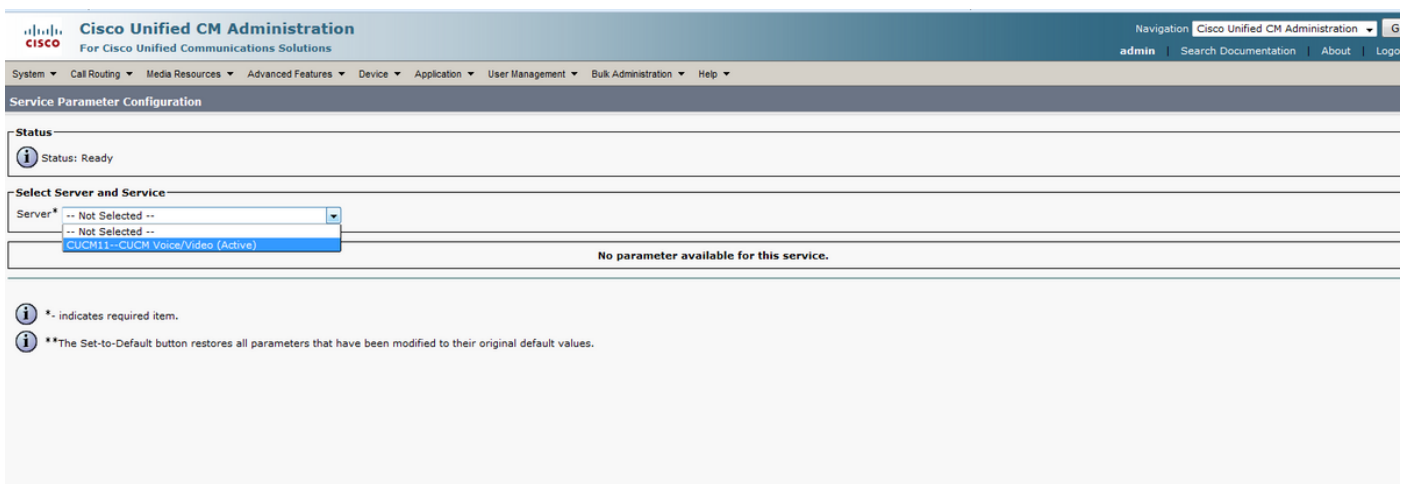 Cisco Unified CM Administration
For Cisco Unified Communications Solutions
CISCO
Navigation Cisco Unified CM Administration
admin | Search Documentation | About |
System Call Routing Media Resources Advanced Features Device Application User Management Bulk Administration Help
Service Parameter Configuration
Status
Status: Ready
Select Server and Service
Server* -- Not Selected --
-- Not Selected --
CUCM11--CUCM Voice/Video (Active)
No parameter available for this service.
*- indicates required item.
**The Set-to-Default button restores all parameters that have been modified to their original default values.